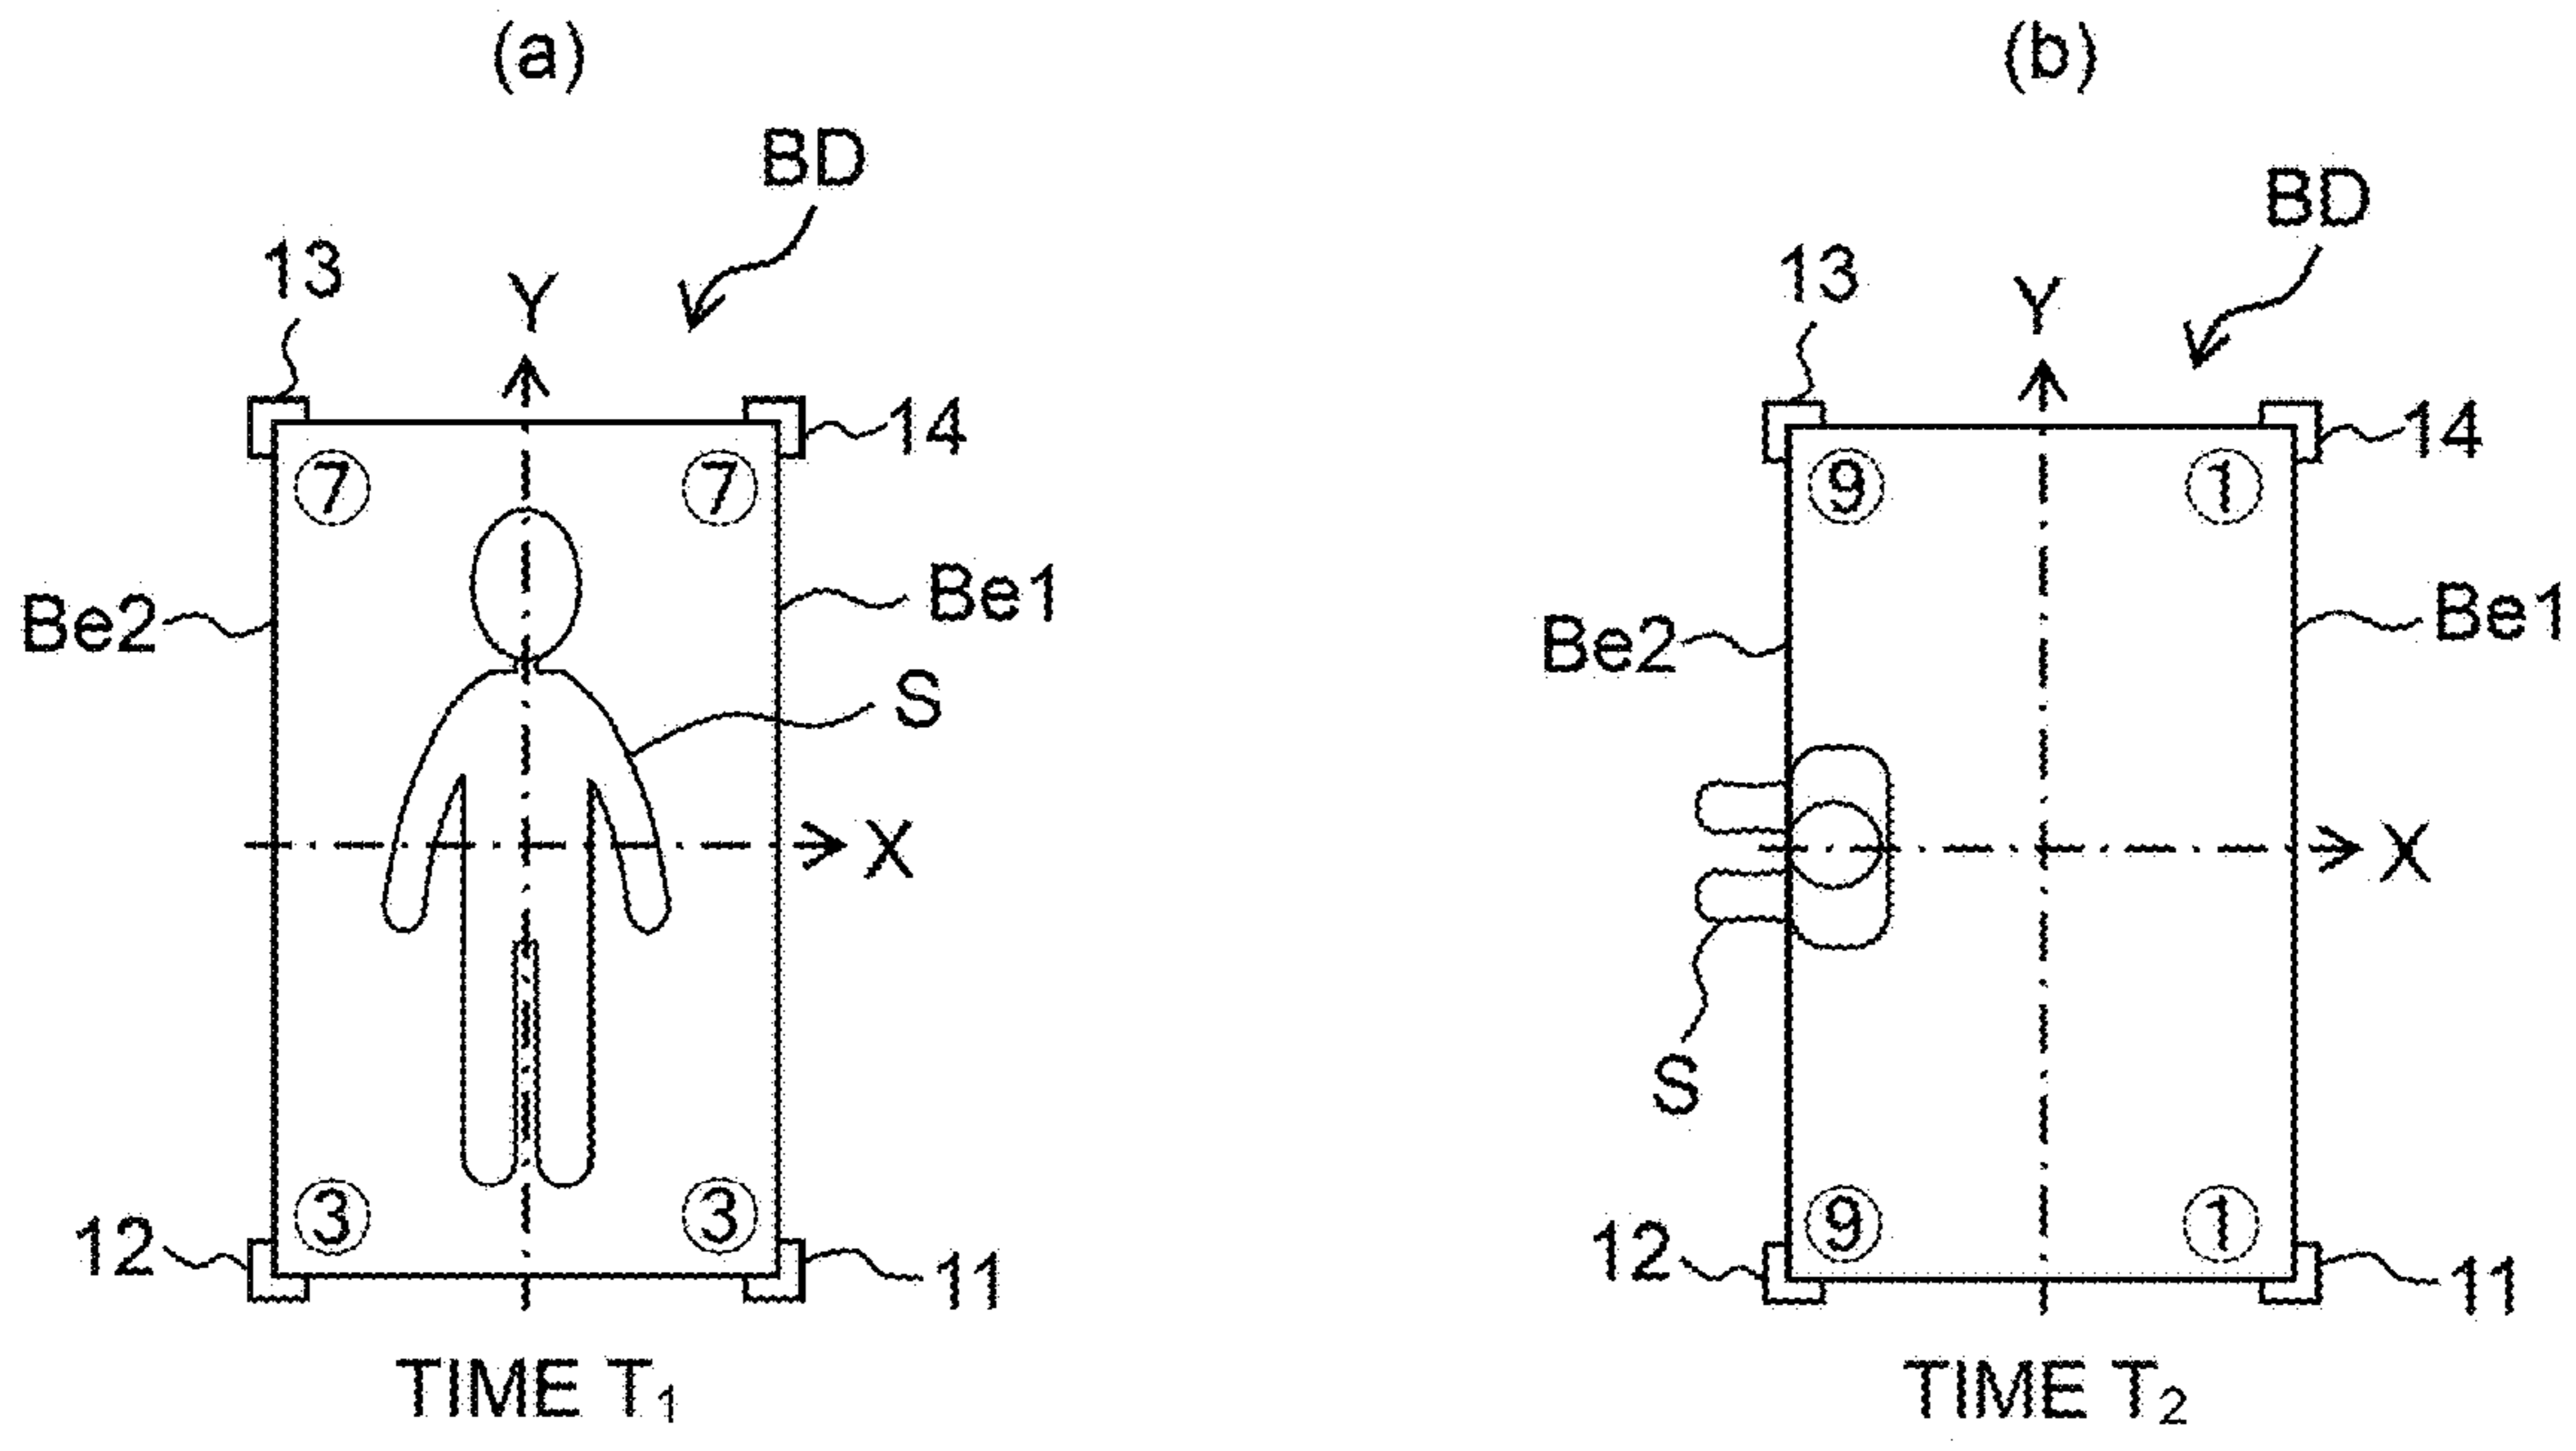 (a)
BD
13
Y
14
⑦ ⑦
Be2
Be1
S
X
③ ③
12
11
TIME T₁
(b)
BD
13
Y
14
⑨ ①
Be2
Be1
X
S
⑨ ①
12
11
TIME T₂